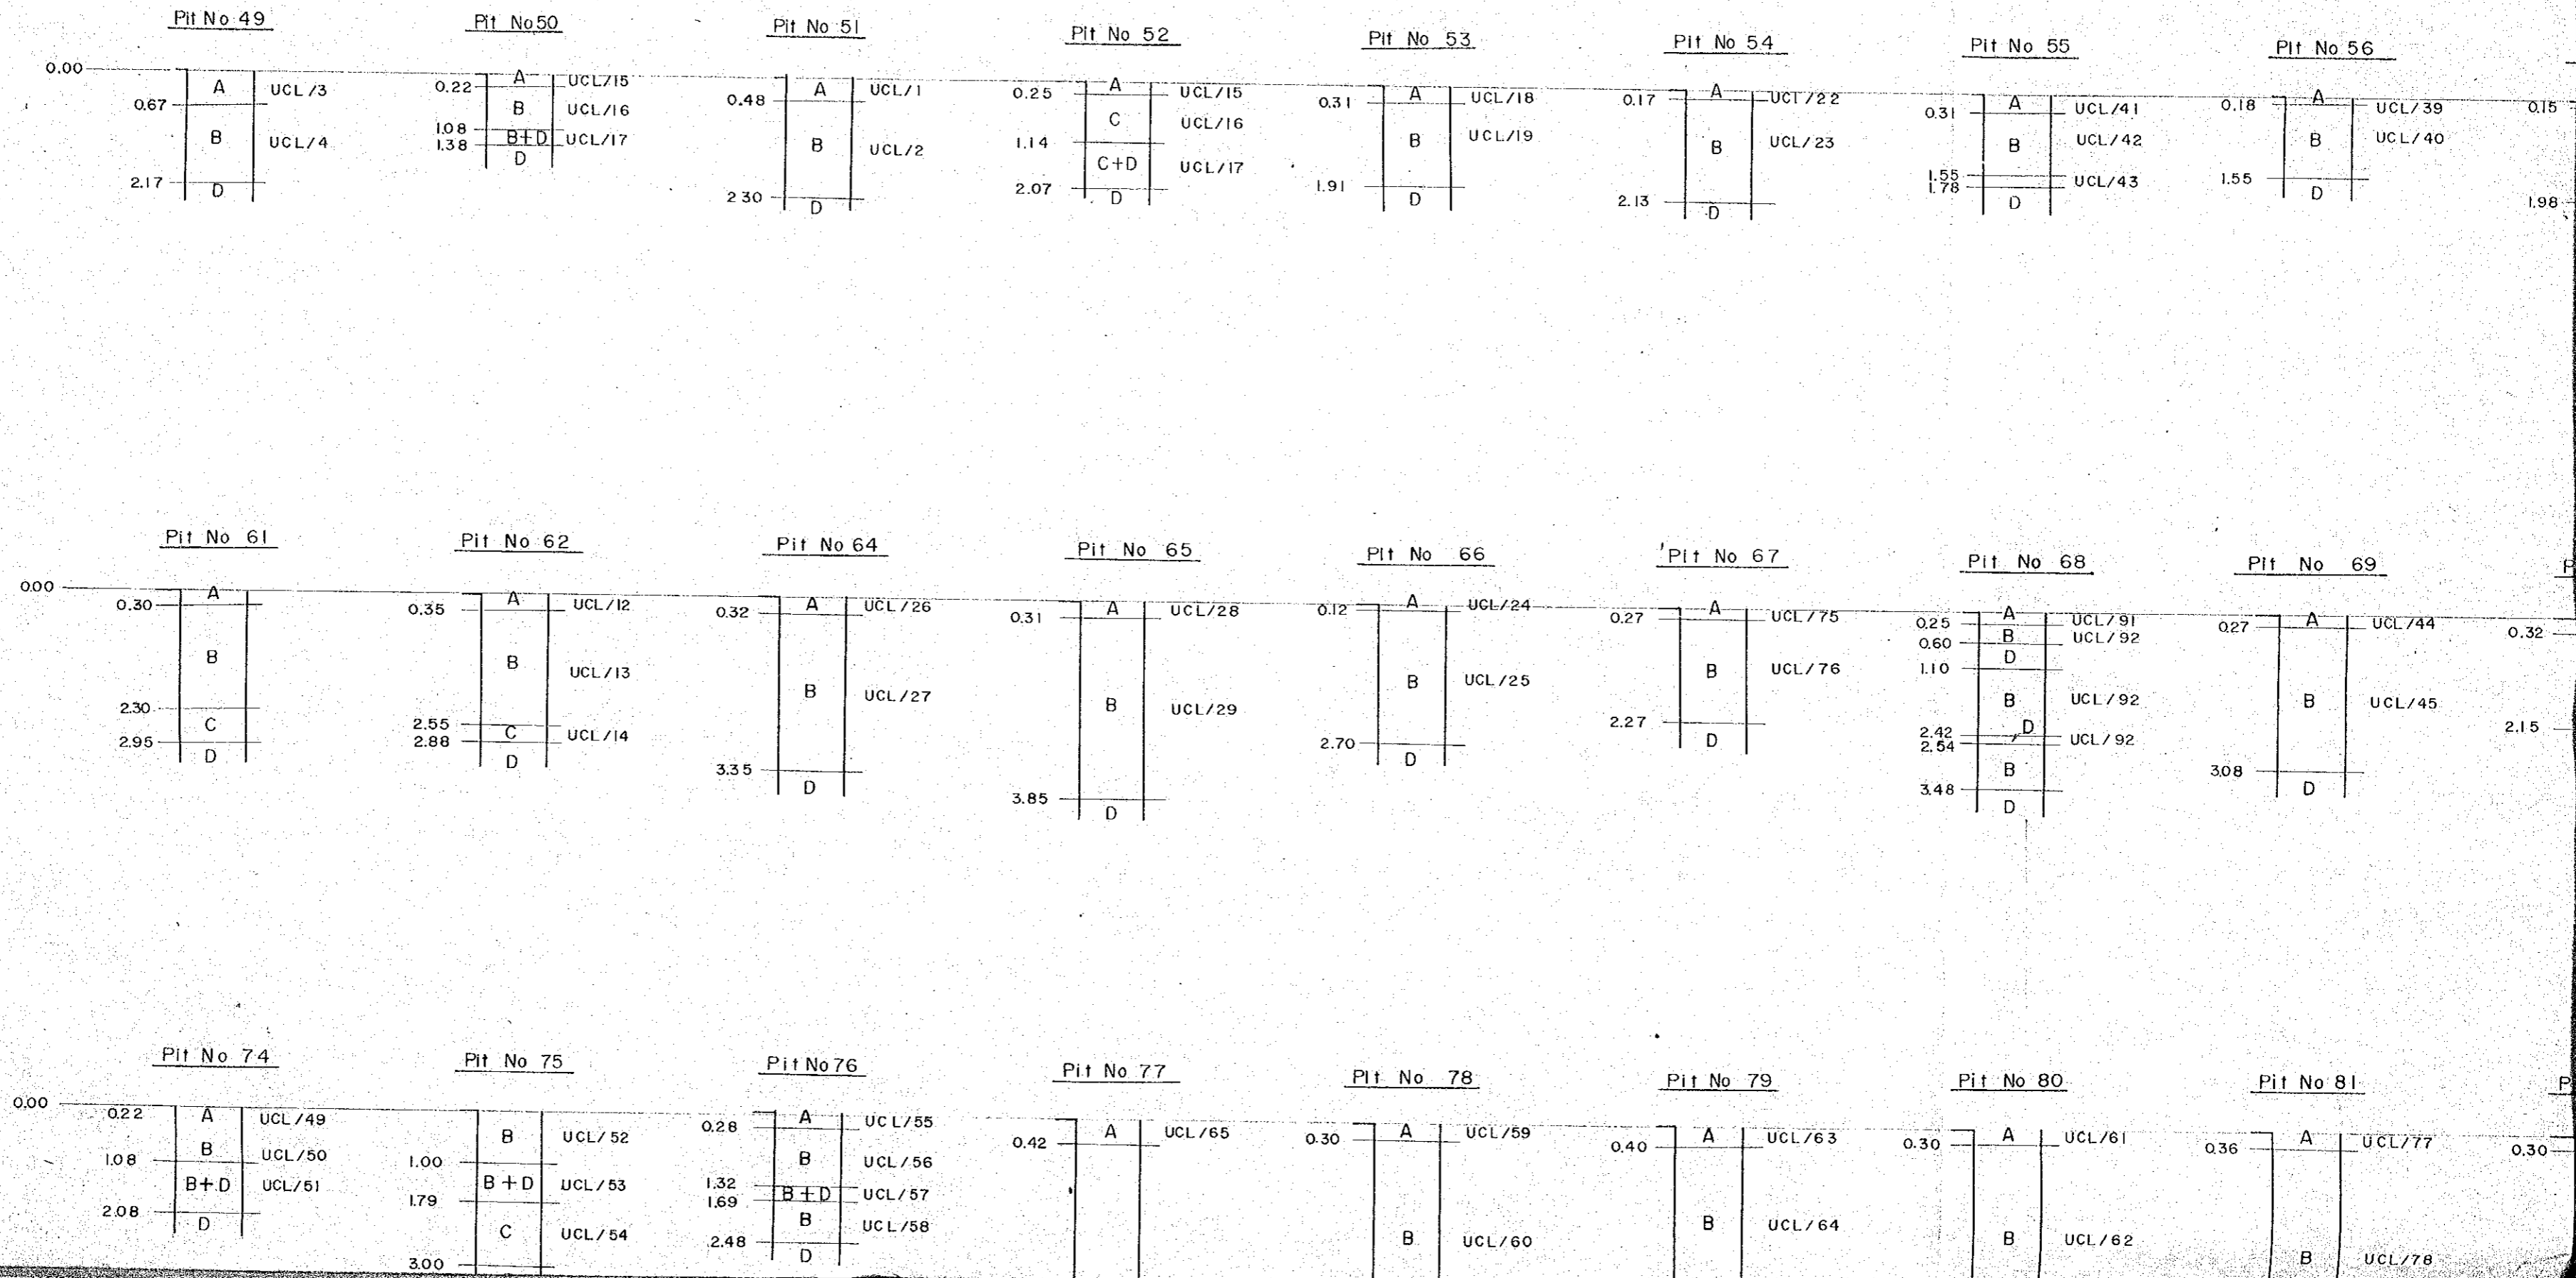 Pit No 49
0.00
A UCL/3
0.67
B UCL/4
2.17
D
Pit No 50
A UCL/15
0.22
B UCL/16
1.08
B+D UCL/17
1.38
D
Pit No 51
A UCL/1
0.48
B UCL/2
2 30
D
Pit No 52
A UCL/15
0.25
C UCL/16
1.14
C+D UCL/17
2.07
D
Pit No 53
A UCL/18
0.31
B UCL/19
1.91
D
Pit No 54
A UCT/22
0.17
B UCL/23
2.13
D
Pit No 55
A UCL/41
0.31
B UCL/42
1.55
UCL/43
1.78
D
Pit No 56
A UCL/39
0.18
B UCL/40
1.55
D
0.15
1.98
Pit No 61
0.00
A
0.30
B
2.30
C
2.95
D
Pit No 62
A UCL/12
0.35
B UCL/13
2.55
C UCL/14
2.88
D
Pit No 64
A UCL/26
0.32
B UCL/27
3.35
D
Pit No 65
A UCL/28
0.31
B UCL/29
3.85
D
Pit No 66
A UCL/24
0.12
B UCL/25
2.70
D
Pit No 67
A UCL/75
0.27
B UCL/76
2.27
D
Pit No 68
A UCL/91
0.25
B UCL/92
0.60
D
1.10
B UCL/92
D
2.42
UCL/92
2.54
B
3.48
D
Pit No 69
A UCL/44
0.27
B UCL/45
3.08
D
P
0.32
2.15
Pit No 74
0.00
0.22
A UCL/49
B UCL/50
1.08
B+D UCL/51
2.08
D
Pit No 75
B UCL/52
1.00
B+D UCL/53
1.79
C UCL/54
3.00
Pit No 76
A UCL/55
0.28
B UCL/56
1.32
B+D UCL/57
1.69
B UCL/58
2.48
D
Pit No 77
A UCL/65
0.42
Pit No 78
A UCL/59
0.30
B UCL/60
Pit No 79
A UCL/63
0.40
B UCL/64
Pit No 80
A UCL/61
0.30
B UCL/62
Pit No 81
A UCL/77
0.36
B UCL/78
P
0.30